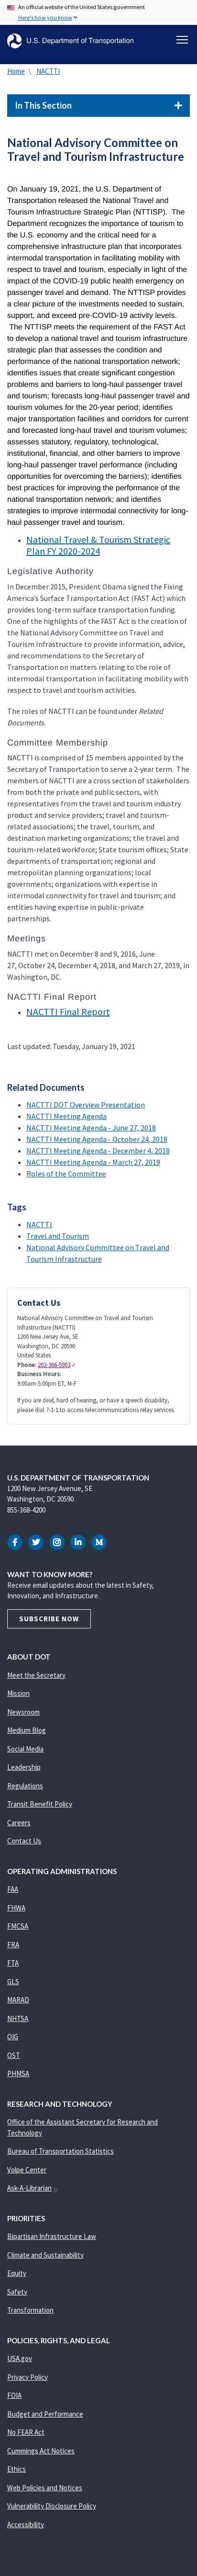 An official website of the United States government
Here's how you know
U.S. Department of Transportation
Home \ NACTTI
In This Section
National Advisory Committee on
Travel and Tourism Infrastructure
On January 19, 2021, the U.S. Department of
Transportation released the National Travel and
Tourism Infrastructure Strategic Plan (NTTISP).  The
Department recognizes the importance of tourism to
the U.S. economy and the critical need for a
comprehensive infrastructure plan that incorporates
intermodal travel components, especially in light of the
impact of the COVID-19 public health emergency on
passenger travel and demand. The NTTISP provides
a clear picture of the investments needed to sustain,
support, and exceed pre-COVID-19 activity levels.
The NTTISP meets the requirement of the FAST Act
to develop a national travel and tourism infrastructure
strategic plan that assesses the condition and
performance of the national transportation network;
identifies issues that create significant congestion
problems and barriers; forecasts long-haul passenger
travel and tourism volumes; identifies the major
transportation facilities and corridors for current
and forecasted long-haul travel and tourism volumes;
assesses statutory, regulatory, technological,
institutional, financial, and other barriers to improved
long-haul passenger travel performance (including
opportunities for overcoming the barriers); identifies
best practices for improving the performance of the
national transportation network; and identifies
strategies to improve intermodal connectivity for
long-haul passenger travel and tourism.
National Travel & Tourism Strategic
Plan FY 2020-2024
Legislative Authority
In December 2015, President Obama signed the Fixing
America's Surface Transportation Act (FAST Act) which
provides long-term surface transportation funding.
One of the highlights of the FAST Act is the creation of
the National Advisory Committee on Travel and
Tourism Infrastructure to provide information, advice,
and recommendations to the Secretary of
Transportation on matters relating to the role of
intermodal transportation in facilitating mobility with
respect to travel and tourism activities.
The roles of NACTTI can be found under Related
Documents.
Committee Membership
NACTTI is comprised of 15 members appointed by the
Secretary of Transportation to serve a 2-year term.  The
members of NACTTI include a cross section of stakeholders
from both the private and public sectors, with
representatives from the travel and tourism industry
product and service providers; travel and tourism-
related associations; the travel, tourism, and
destination marketing organizations; the travel and
tourism-related workforce; State tourism offices; State
departments of transportation; regional and
metropolitan planning organizations; local
governments; organizations with expertise in
intermodal connectivity for travel and tourism; and
entities having expertise in public-private
partnerships.
Meetings
NACTTI met on December 8 and 9, 2016, June
27, October 24, December 4, 2018, and March 27, 2019, in
Washington, DC.
NACTTI Final Report
NACTTI Final Report
Last updated: Tuesday, January 19, 2021
Related Documents
NACTTI DOT Overview Presentation
NACTTI Meeting Agenda
NACTTI Meeting Agenda - June 27, 2018
NACTTI Meeting Agenda - October 24, 2018
NACTTI Meeting Agenda - December 4, 2018
NACTTI Meeting Agenda - March 27, 2019
Roles of the Committee
Tags
NACTTI
Travel and Tourism
National Advisory Committee on Travel and
Tourism Infrastructure
Contact Us
National Advisory Committee on Travel and Tourism
Infrastructure (NACTTI)
1200 New Jersey Ave, SE
Washington, DC 20590
United States
Phone: 202-366-5903
Business Hours:
9:00am-5:00pm ET, M-F
If you are deaf, hard of hearing, or have a speech disability,
please dial 7-1-1 to access telecommunications relay services.
U.S. DEPARTMENT OF TRANSPORTATION
1200 New Jersey Avenue, SE
Washington, DC 20590
855-368-4200
WANT TO KNOW MORE?
Receive email updates about the latest in Safety,
Innovation, and Infrastructure.
SUBSCRIBE NOW
ABOUT DOT
Meet the Secretary
Mission
Newsroom
Medium Blog
Social Media
Leadership
Regulations
Transit Benefit Policy
Careers
Contact Us
OPERATING ADMINISTRATIONS
FAA
FHWA
FMCSA
FRA
FTA
GLS
MARAD
NHTSA
OIG
OST
PHMSA
RESEARCH AND TECHNOLOGY
Office of the Assistant Secretary for Research and
Technology
Bureau of Transportation Statistics
Volpe Center
Ask-A-Librarian
PRIORITIES
Bipartisan Infrastructure Law
Climate and Sustainability
Equity
Safety
Transformation
POLICIES, RIGHTS, AND LEGAL
USA.gov
Privacy Policy
FOIA
Budget and Performance
No FEAR Act
Cummings Act Notices
Ethics
Web Policies and Notices
Vulnerability Disclosure Policy
Accessibility